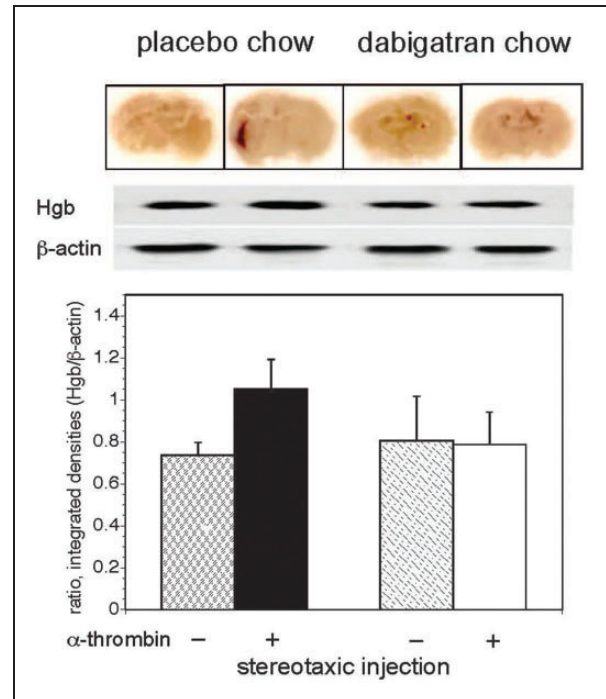 placebo chow dabigatran chow
Hgb
β-actin
ratio, integrated densities (Hgb/β-actin)
1.4
1.2
1
0.8
0.6
0.4
0.2
0
α-thrombin − + − +
stereotaxic injection